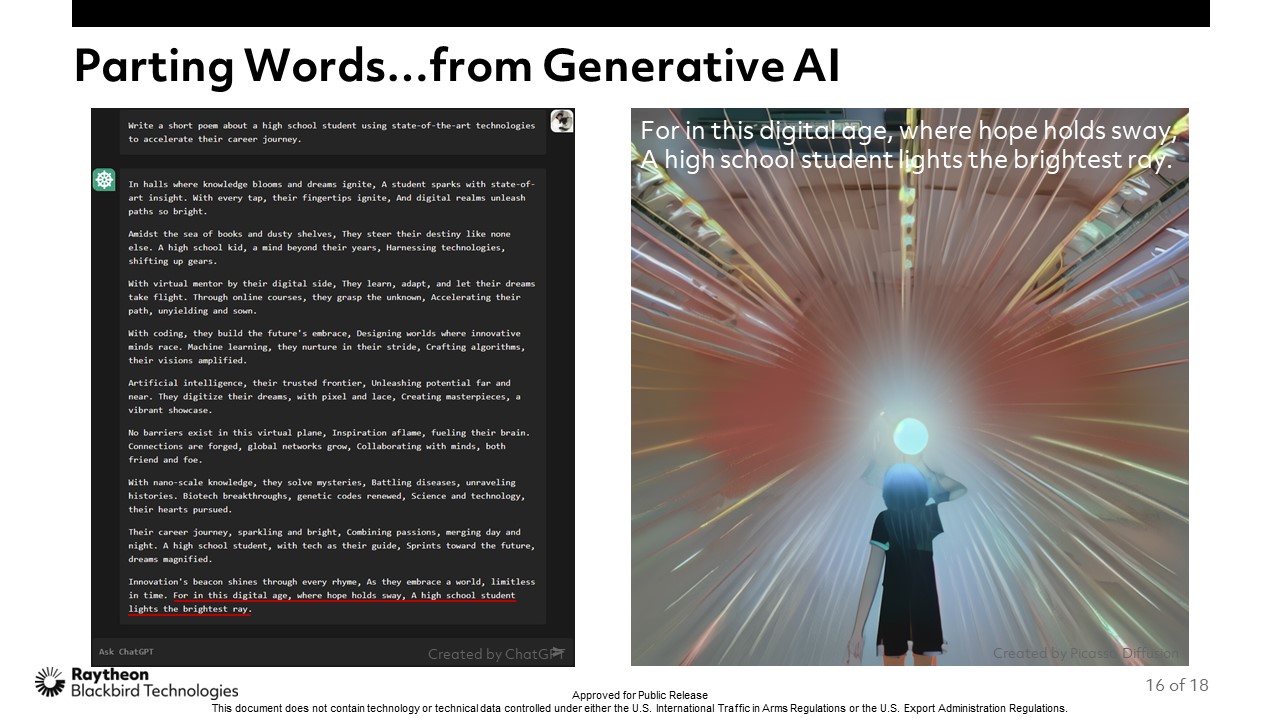 Parting Words...from Generative AI
Write a short poem about a high school student using state-of-the-art technologies
to accelerate their career journey.
In halls where knowledge blooms and dreams ignite, A student sparks with state-of-
art insight. With every tap, their fingertips ignite, And digital realms unleash
paths so bright.
Amidst the sea of books and dusty shelves, They steer their destiny like none
else. A high school kid, a mind beyond their years, Harnessing technologies,
shifting up gears.
With virtual mentor by their digital side, They learn, adapt, and let their dreams
take flight. Through online courses, they grasp the unknown, Accelerating their
path, unyielding and sown.
With coding, they build the future's embrace, Designing worlds where innovative
minds race. Machine learning, they nurture in their stride, Crafting algorithms,
their visions amplified.
Artificial intelligence, their trusted frontier, Unleashing potential far and
near. They digitize their dreams, with pixel and lace, Creating masterpieces, a
vibrant showcase.
No barriers exist in this virtual plane, Inspiration aflame, fueling their brain.
Connections are forged, global networks grow, Collaborating with minds, both
friend and foe.
With nano-scale knowledge, they solve mysteries, Battling diseases, unraveling
histories. Biotech breakthroughs, genetic codes renewed, Science and technology,
their hearts pursued.
Their career journey, sparkling and bright, Combining passions, merging day and
night. A high school student, with tech as their guide, Sprints toward the future,
dreams magnified.
Innovation's beacon shines through every rhyme, As they embrace a world, limitless
in time. For in this digital age, where hope holds sway, A high school student
lights the brightest ray.
Ask ChatGPT
Created by ChatGPT
For in this digital age, where hope holds sway,
A high school student lights the brightest ray.
Created by Picasso Diffusion
Raytheon
Blackbird Technologies
16 of 18
Approved for Public Release
This document does not contain technology or technical data controlled under either the U.S. International Traffic in Arms Regulations or the U.S. Export Administration Regulations.